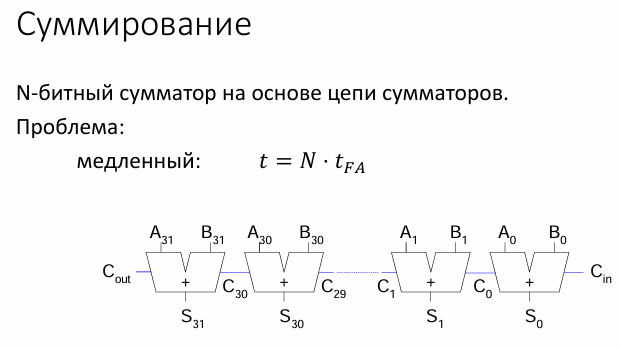 Суммирование
N-битный сумматор на основе цепи сумматоров.
Проблема:
медленный: t = N · t_FA
A31 B31 A30 B30 A1 B1 A0 B0
Cout + C30 + C29 C1 + C0 + Cin
S31 S30 S1 S0